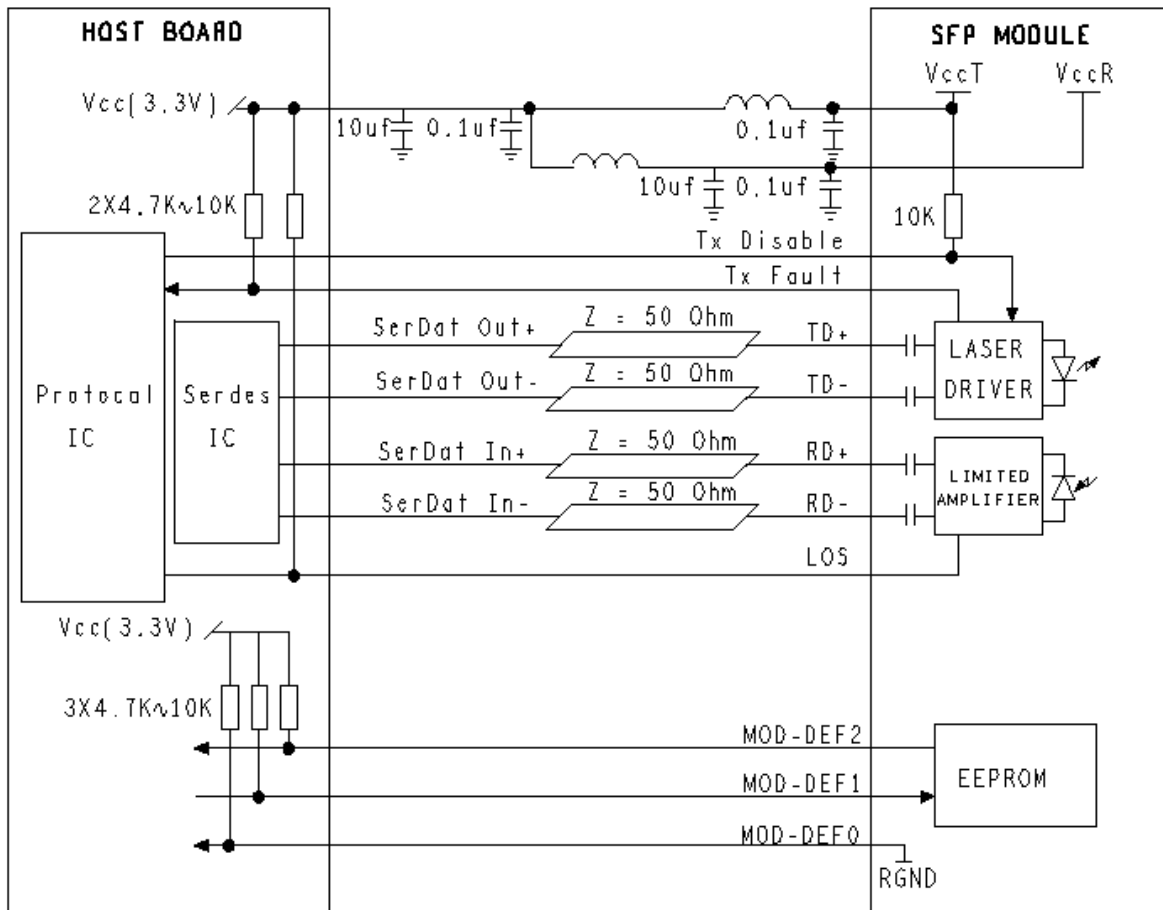 HOST BOARD
SFP MODULE
VccT
VccR
Vcc(3.3V)
10uf
0.1uf
0.1uf
10uf
0.1uf
2X4.7K∿10K
10K
Tx Disable
Tx Fault
Protocal
IC
Serdes
IC
SerDat Out+
Z = 50 Ohm
TD+
SerDat Out-
Z = 50 Ohm
TD-
LASER
DRIVER
SerDat In+
Z = 50 Ohm
RD+
SerDat In-
Z = 50 Ohm
RD-
LIMITED
AMPLIFIER
LOS
Vcc(3.3V)
3X4.7K∿10K
MOD-DEF2
MOD-DEF1
MOD-DEF0
EEPROM
RGND